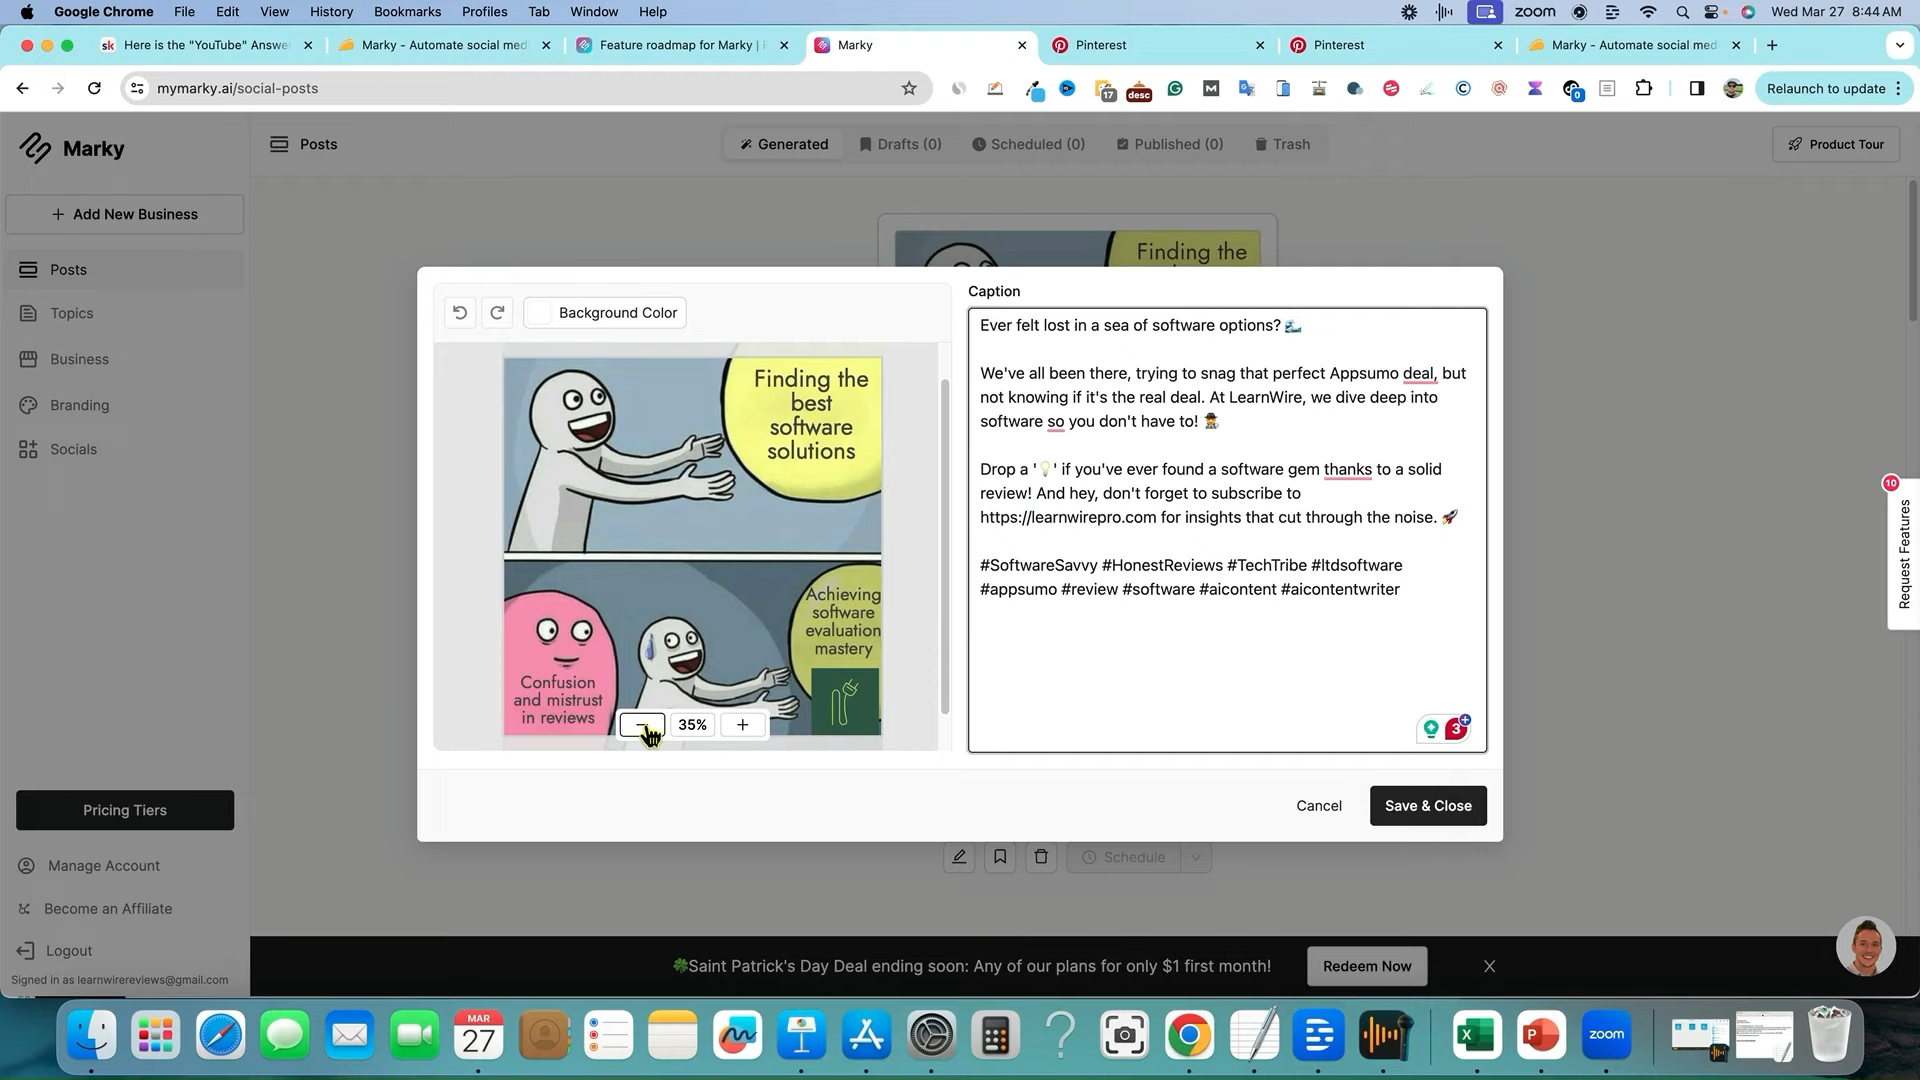 Google Chrome File Edit View History Bookmarks Profiles Tab Window Help
zoom
Wed Mar 27 8:44 AM
sk Here is the "YouTube" Answe
Marky - Automate social med
Feature roadmap for Marky |
Marky
Pinterest
Pinterest
Marky - Automate social med
mymarky.ai/social-posts
17
desc
0
Relaunch to update
Marky
Posts
Generated
Drafts (0)
Scheduled (0)
Published (0)
Trash
Product Tour
+ Add New Business
Posts
Topics
Business
Branding
Socials
Pricing Tiers
Manage Account
Become an Affiliate
Logout
Signed in as learnwirereviews@gmail.com
Finding the
Background Color
Finding the
best
software
solutions
Achieving
software
evaluation
mastery
Confusion
and mistrust
in reviews
35%
Caption
Ever felt lost in a sea of software options? 🌊
We've all been there, trying to snag that perfect Appsumo deal, but
not knowing if it's the real deal. At LearnWire, we dive deep into
software so you don't have to! 🕵️
Drop a '💡' if you've ever found a software gem thanks to a solid
review! And hey, don't forget to subscribe to
https://learnwirepro.com for insights that cut through the noise. 🚀
#SoftwareSavvy #HonestReviews #TechTribe #ltdsoftware
#appsumo #review #software #aicontent #aicontentwriter
3
Cancel
Save & Close
Schedule
10
Request Features
🍀Saint Patrick's Day Deal ending soon: Any of our plans for only $1 first month!
Redeem Now
MAR
27
zoom